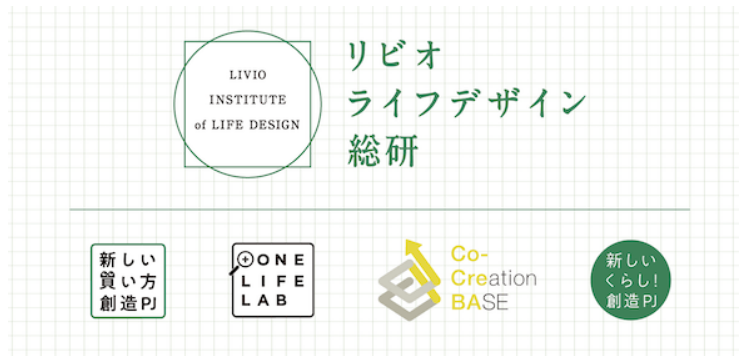 LIVIO
INSTITUTE
of LIFE DESIGN
リビオ
ライフデザイン
総研
新しい
買い方
創造PJ
ONE
LIFE
LAB
Co-
Creation
BASE
新しい
くらし!
創造PJ